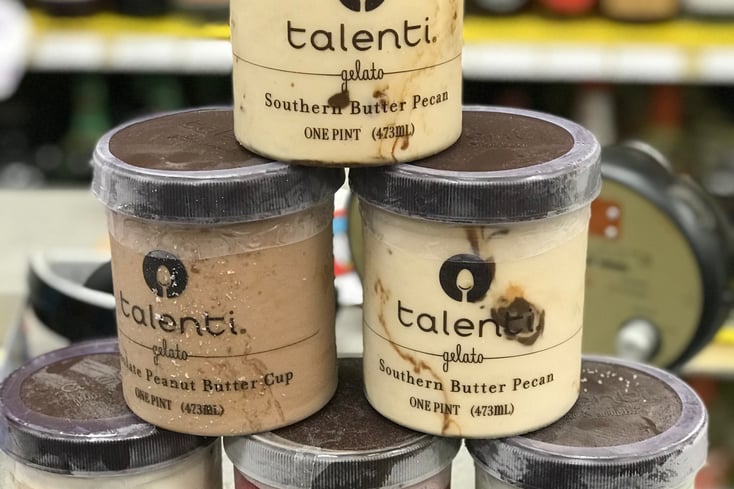 talenti.
gelato
Southern Butter Pecan
ONE PINT (473mL)
talenti.
gelato
Peanut Butter Cup
ONE PINT (473mL)
talenti.
gelato
Southern Butter Pecan
ONE PINT (473mL)